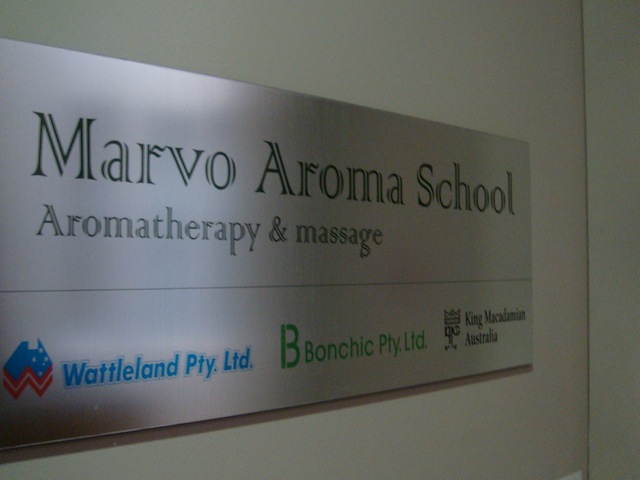 Marvo Aroma School
Aromatherapy & massage
Wattleland Pty. Ltd.
B Bonchic Pty. Ltd.
King Macadamian
Australia